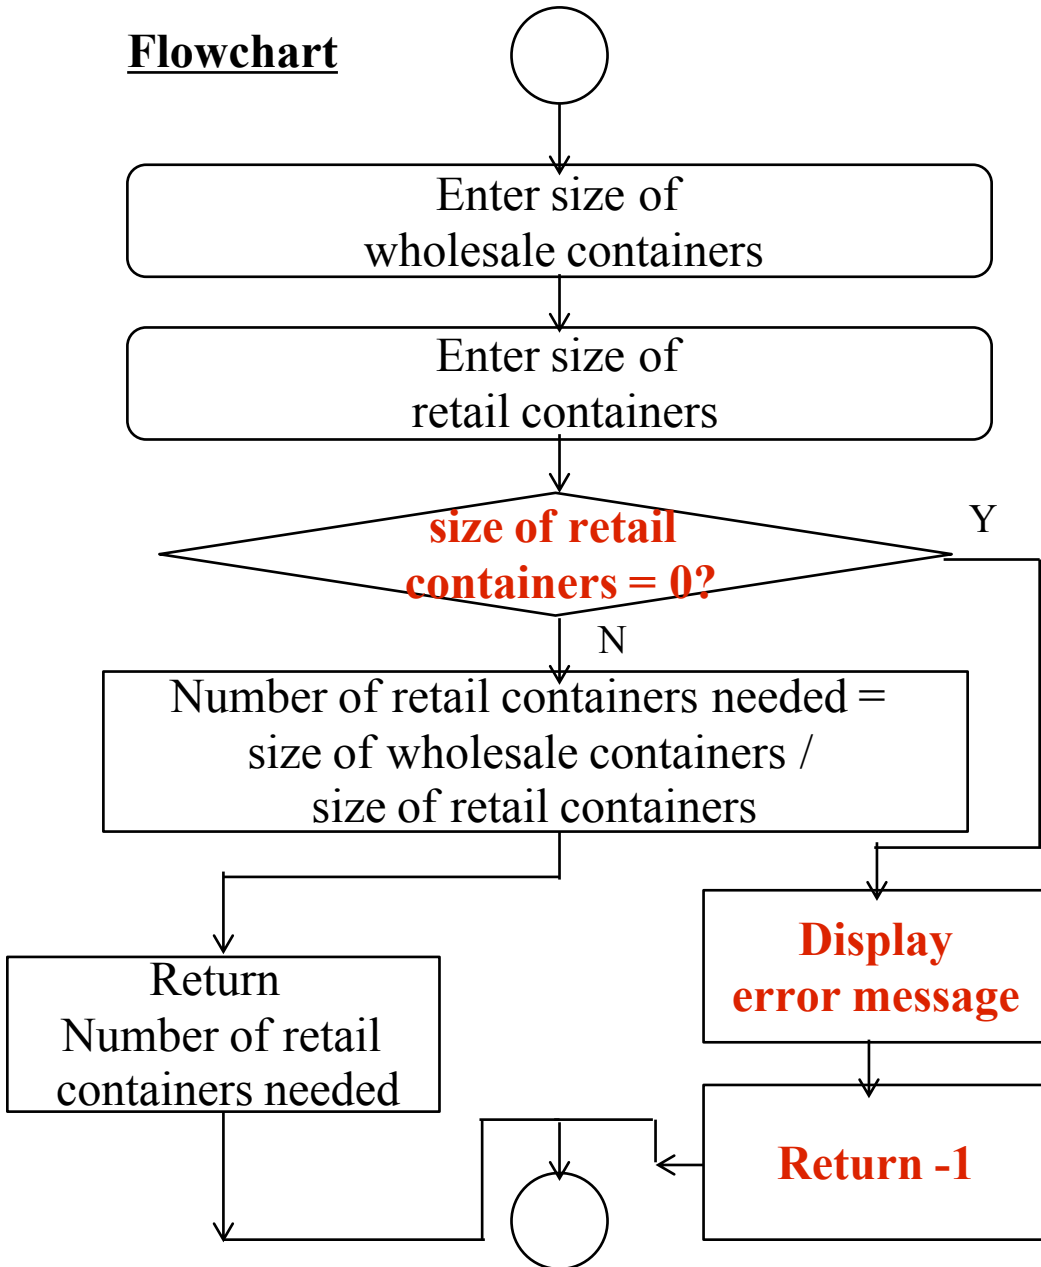 Flowchart
Enter size of
wholesale containers
Enter size of
retail containers
size of retail
containers = 0?
Y
N
Number of retail containers needed =
size of wholesale containers /
size of retail containers
Display
error message
Return
Number of retail
containers needed
Return -1